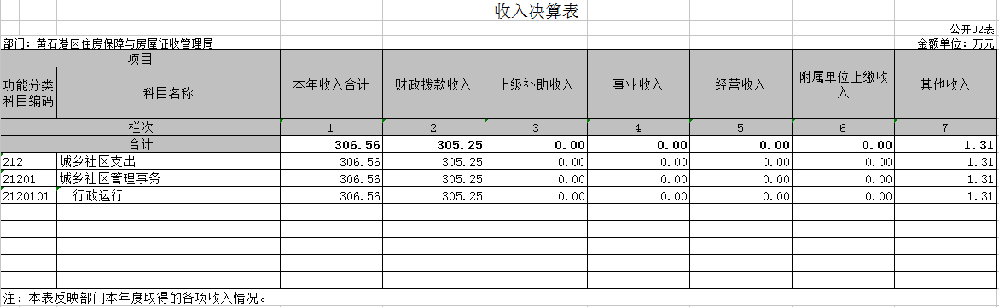 收入决算表
公开02表
部门：黄石港区住房保障与房屋征收管理局 金额单位：万元
项目 本年收入合计 财政拨款收入 上级补助收入 事业收入 经营收入 附属单位上缴收入 其他收入
功能分类科目编码 科目名称
栏次 1 2 3 4 5 6 7
合计 306.56 305.25 0.00 0.00 0.00 0.00 1.31
212 城乡社区支出 306.56 305.25 0.00 0.00 0.00 0.00 1.31
21201 城乡社区管理事务 306.56 305.25 0.00 0.00 0.00 0.00 1.31
2120101 行政运行 306.56 305.25 0.00 0.00 0.00 0.00 1.31
注：本表反映部门本年度取得的各项收入情况。